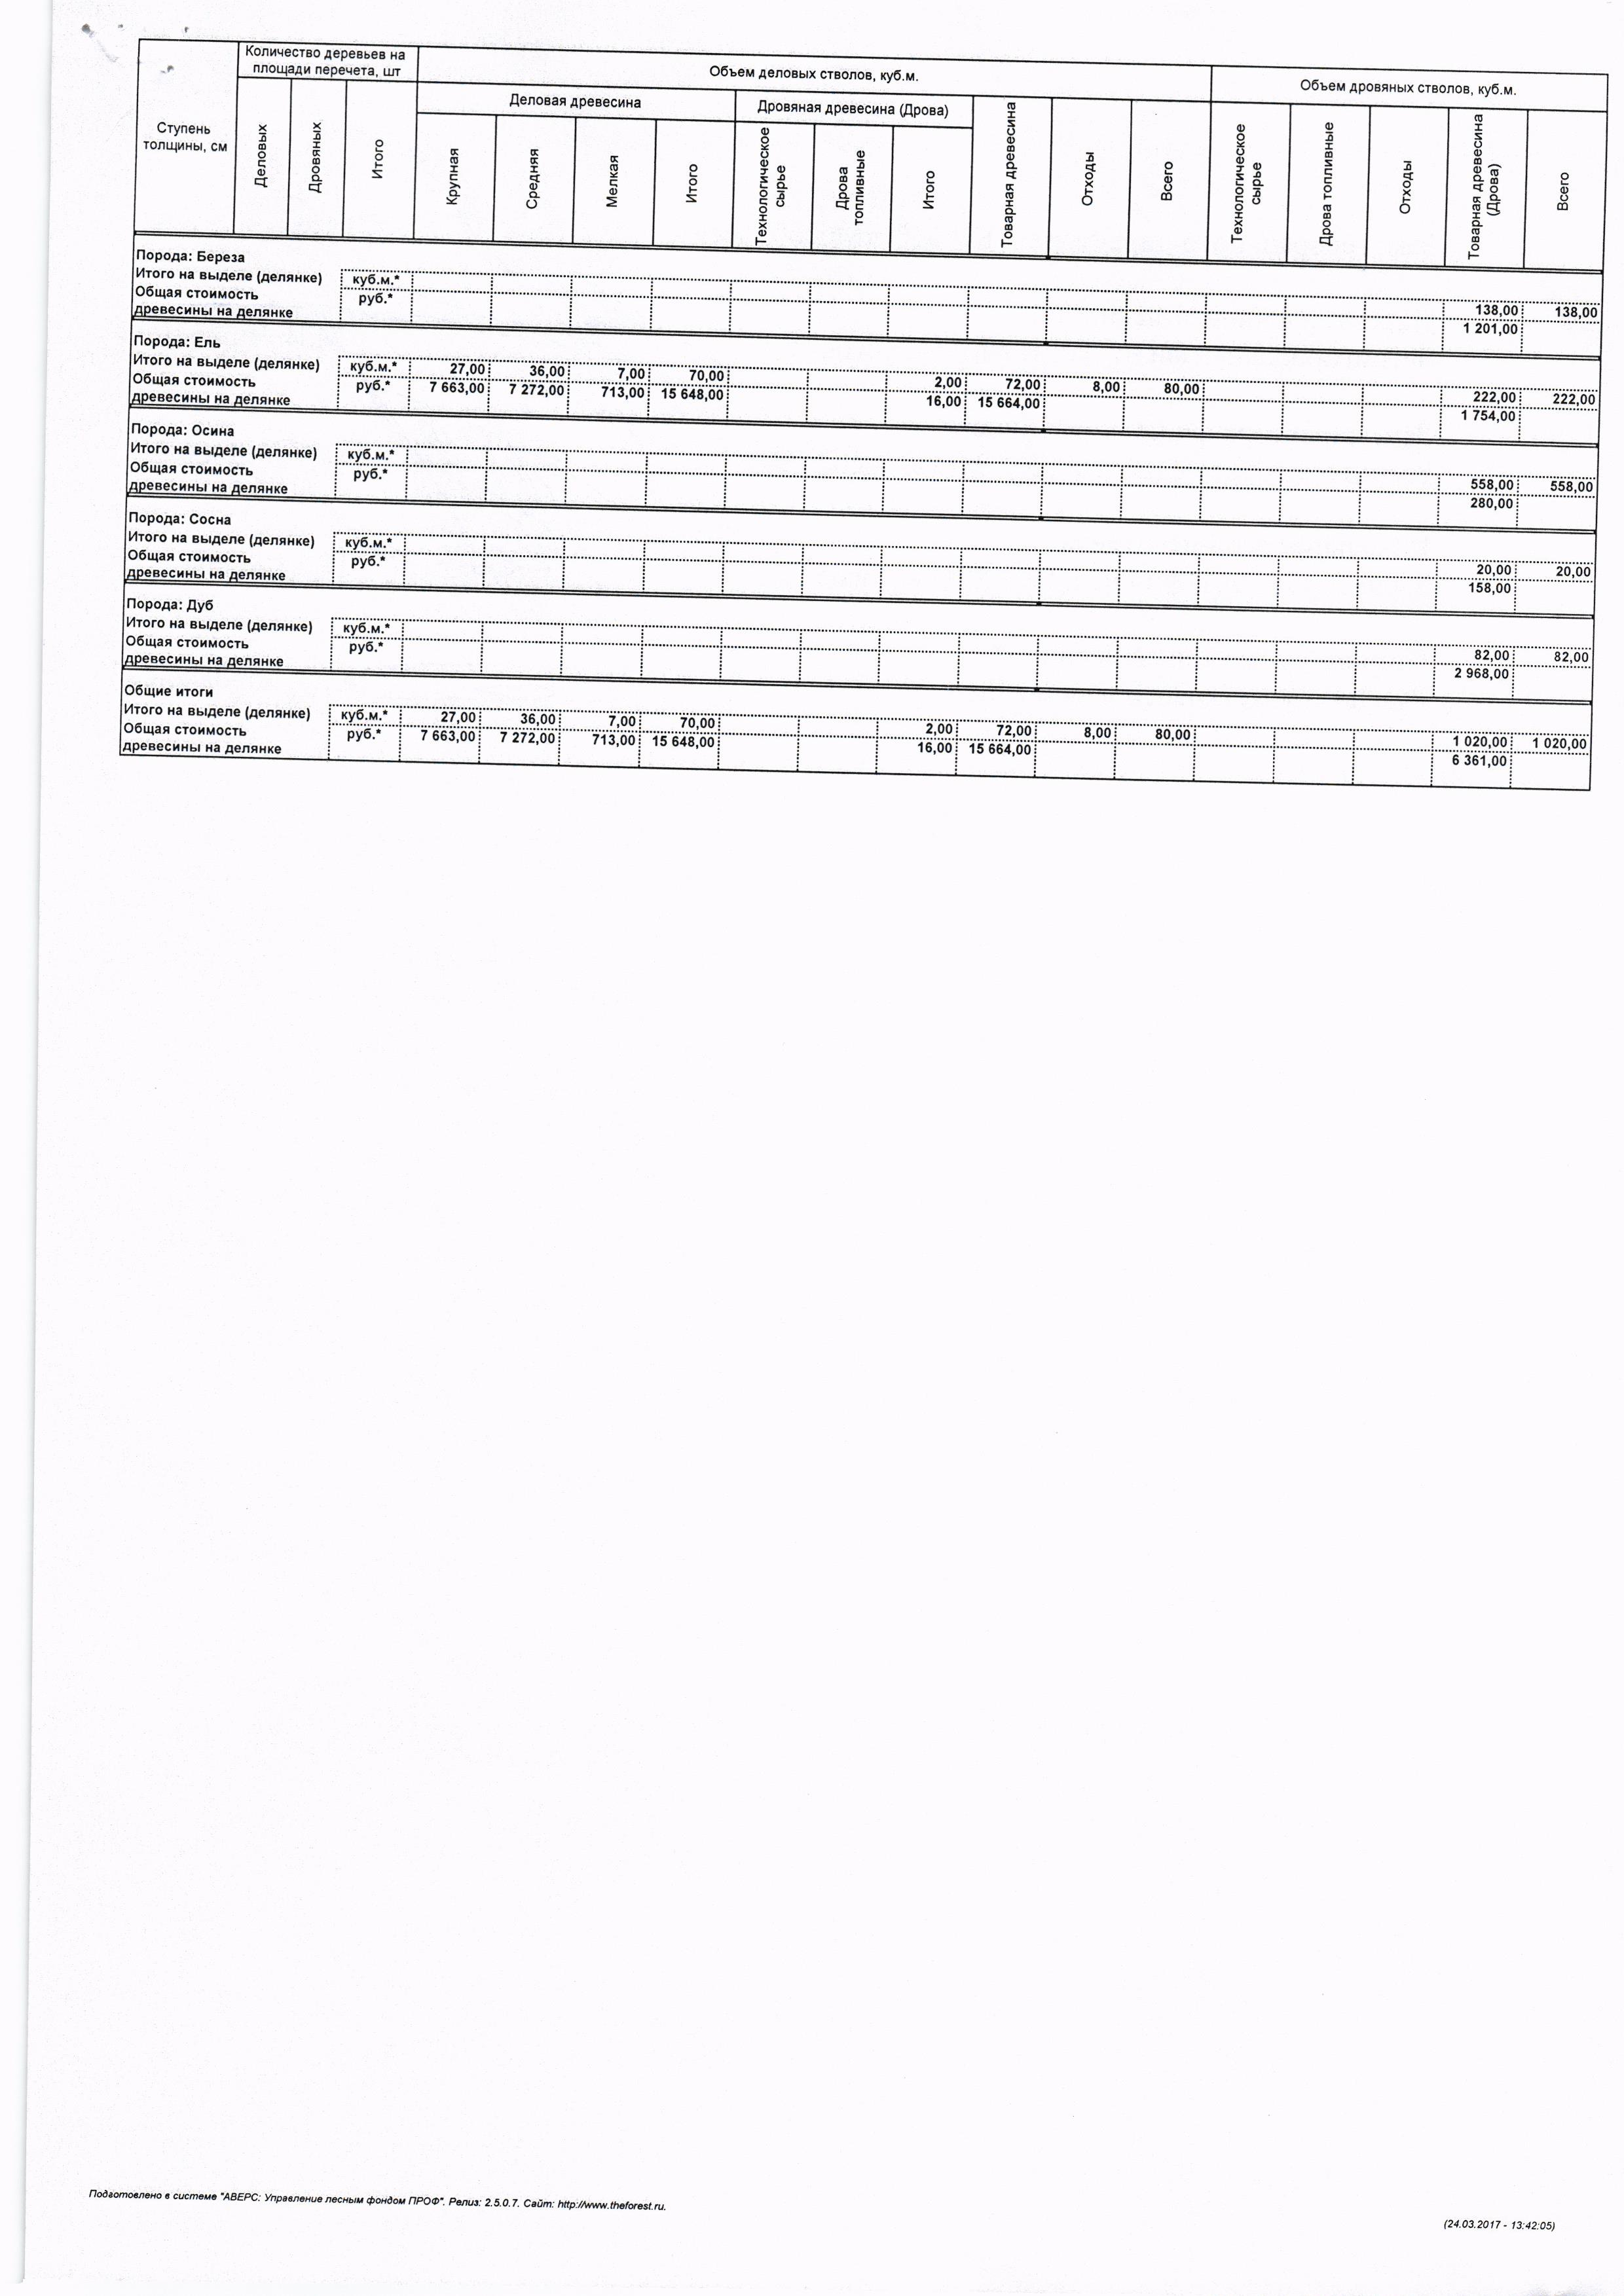 Ступень толщины, см
Количество деревьев на площади перечета, шт
Деловых
Дровяных
Итого
Объем деловых стволов, куб.м.
Деловая древесина
Крупная
Средняя
Мелкая
Итого
Дровяная древесина (Дрова)
Технологическое сырье
Дрова топливные
Итого
Товарная древесина
Отходы
Всего
Объем дровяных стволов, куб.м.
Технологическое сырье
Дрова топливные
Отходы
Товарная древесина (Дрова)
Всего
Порода: Береза
Итого на выделе (делянке) куб.м.* 138,00 138,00
Общая стоимость древесины на делянке руб.* 1 201,00
Порода: Ель
Итого на выделе (делянке) куб.м.* 27,00 36,00 7,00 70,00 2,00 72,00 8,00 80,00 222,00 222,00
Общая стоимость древесины на делянке руб.* 7 663,00 7 272,00 713,00 15 648,00 16,00 15 664,00 1 754,00
Порода: Осина
Итого на выделе (делянке) куб.м.* 558,00 558,00
Общая стоимость древесины на делянке руб.* 280,00
Порода: Сосна
Итого на выделе (делянке) куб.м.* 20,00 20,00
Общая стоимость древесины на делянке руб.* 158,00
Порода: Дуб
Итого на выделе (делянке) куб.м.* 82,00 82,00
Общая стоимость древесины на делянке руб.* 2 968,00
Общие итоги
Итого на выделе (делянке) куб.м.* 27,00 36,00 7,00 70,00 2,00 72,00 8,00 80,00 1 020,00 1 020,00
Общая стоимость древесины на делянке руб.* 7 663,00 7 272,00 713,00 15 648,00 16,00 15 664,00 6 361,00
Подготовлено в системе "АВЕРС: Управление лесным фондом ПРОФ". Релиз: 2.5.0.7. Сайт: http://www.theforest.ru.
(24.03.2017 - 13:42:05)